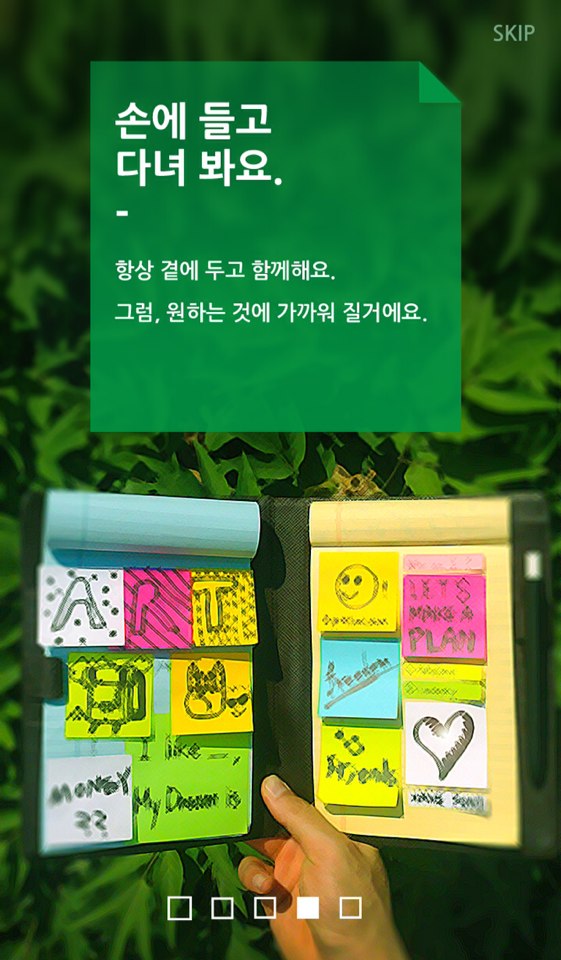 SKIP
손에 들고
다녀 봐요.
-
항상 곁에 두고 함께해요.
그럼, 원하는 것에 가까워 질거에요.
ART
LET'S
MAKE A
PLAN
Freedom
I like
MONEY
??
My Dream is
Friends